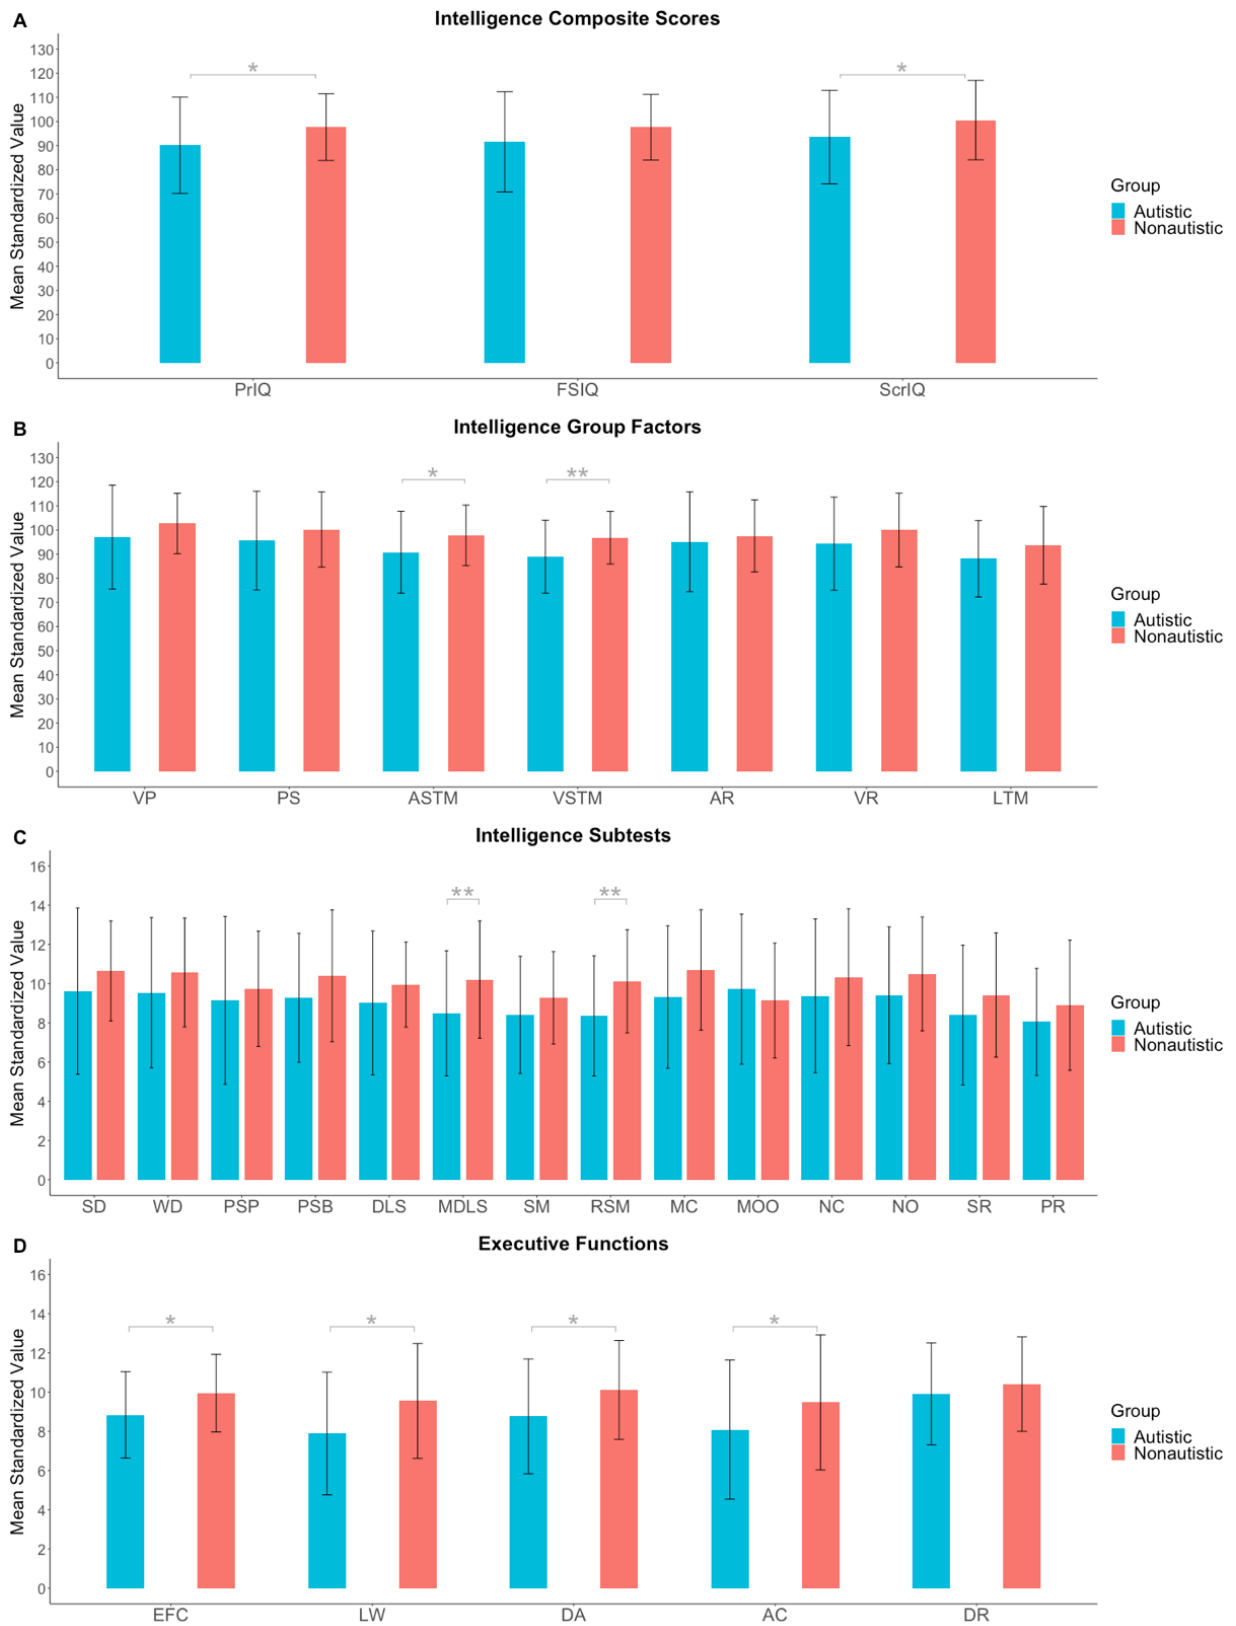 A
Intelligence Composite Scores
Mean Standardized Value
130
120
110
100
90
80
70
60
50
40
30
20
10
0
*
*
PrIQ FSIQ ScrIQ
Group
Autistic
Nonautistic
B
Intelligence Group Factors
Mean Standardized Value
130
120
110
100
90
80
70
60
50
40
30
20
10
0
*
**
VP PS ASTM VSTM AR VR LTM
Group
Autistic
Nonautistic
C
Intelligence Subtests
Mean Standardized Value
16
14
12
10
8
6
4
2
0
**
**
SD WD PSP PSB DLS MDLS SM RSM MC MOO NC NO SR PR
Group
Autistic
Nonautistic
D
Executive Functions
Mean Standardized Value
16
14
12
10
8
6
4
2
0
*
*
*
*
EFC LW DA AC DR
Group
Autistic
Nonautistic